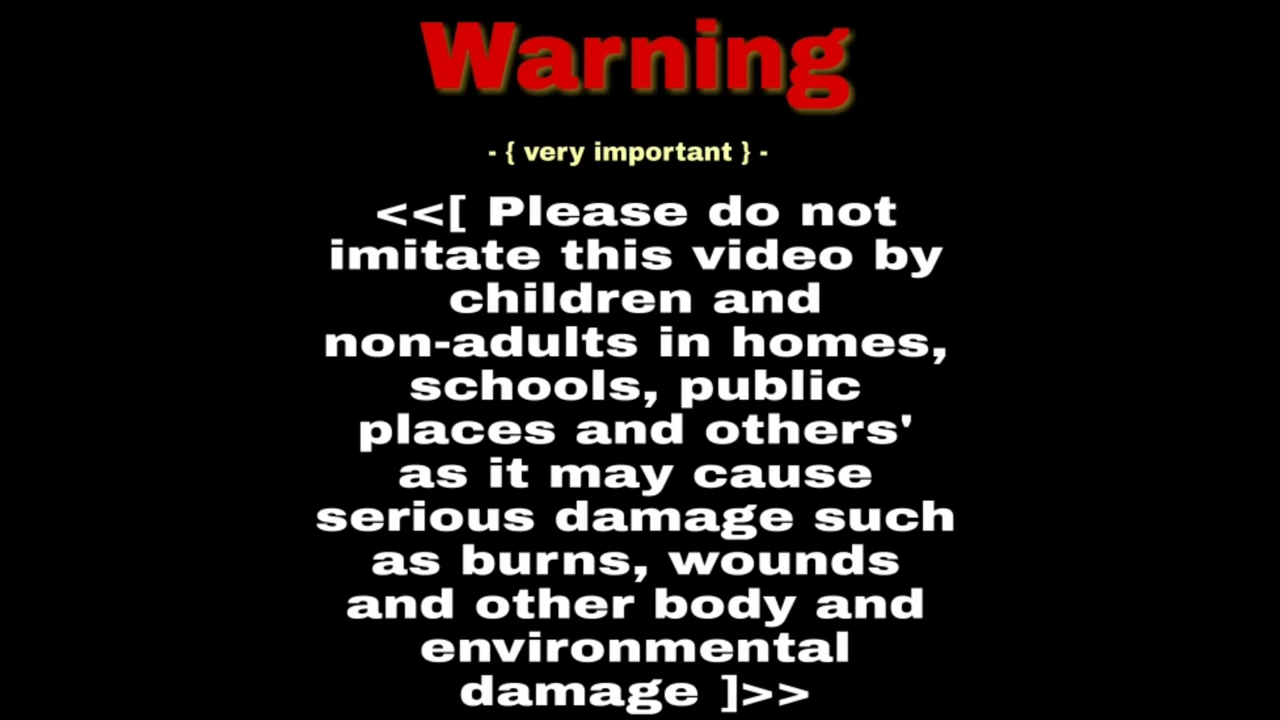 Warning
- { very important } -
<<[ Please do not
imitate this video by
children and
non-adults in homes,
schools, public
places and others'
as it may cause
serious damage such
as burns, wounds
and other body and
environmental
damage ]>>